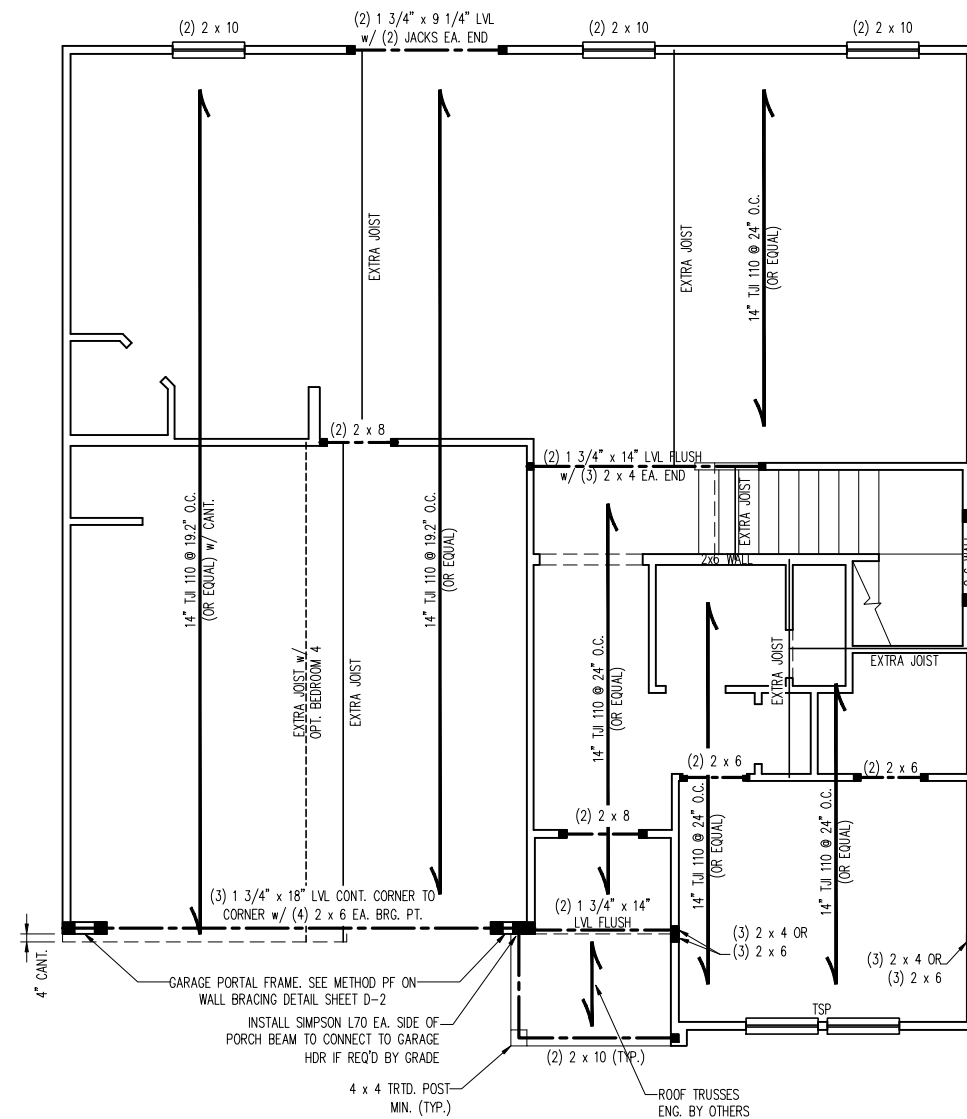 (2) 2 x 10
(2) 1 3/4" x 9 1/4" LVL
w/ (2) JACKS EA. END
(2) 2 x 10
(2) 2 x 10
EXTRA JOIST
EXTRA JOIST
14" TJI 110 @ 24" O.C.
(OR EQUAL)
(2) 2 x 8
(2) 1 3/4" x 14" LVL FLUSH
w/ (3) 2 x 4 EA. END
14" TJI 110 @ 19.2" O.C.
(OR EQUAL) w/ CANT.
14" TJI 110 @ 19.2" O.C.
(OR EQUAL)
EXTRA JOIST
2x6 WALL
EXTRA JOIST w/
OPT. BEDROOM 4
EXTRA JOIST
14" TJI 110 @ 24" O.C.
(OR EQUAL)
EXTRA JOIST
EXTRA JOIST
(2) 2 x 6
(2) 2 x 6
14" TJI 110 @ 24" O.C.
(OR EQUAL)
14" TJI 110 @ 24" O.C.
(OR EQUAL)
(2) 2 x 8
(3) 1 3/4" x 18" LVL CONT. CORNER TO
CORNER w/ (4) 2 x 6 EA. BRG. PT.
(2) 1 3/4" x 14"
LVL FLUSH
(3) 2 x 4 OR
(3) 2 x 6
(3) 2 x 4 OR
(3) 2 x 6
4" CANT.
GARAGE PORTAL FRAME. SEE METHOD PF ON
WALL BRACING DETAIL SHEET D-2
TSP
INSTALL SIMPSON L70 EA. SIDE OF
PORCH BEAM TO CONNECT TO GARAGE
HDR IF REQ'D BY GRADE
(2) 2 x 10 (TYP.)
4 x 4 TRTD. POST
MIN. (TYP.)
ROOF TRUSSES
ENG. BY OTHERS